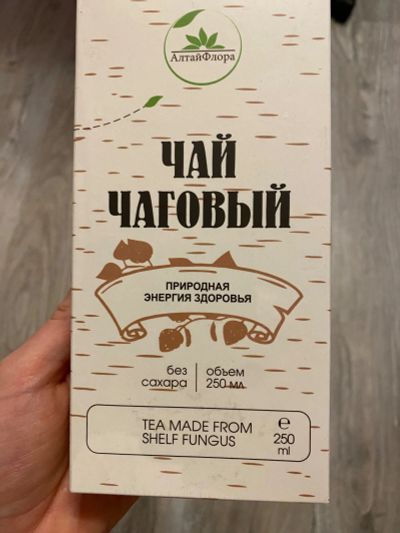 АлтайФлора
ЧАЙ
ЧАГОВЫЙ
ПРИРОДНАЯ
ЭНЕРГИЯ ЗДОРОВЬЯ
без сахара
объем 250 мл
TEA MADE FROM
SHELF FUNGUS
℮
250
ml